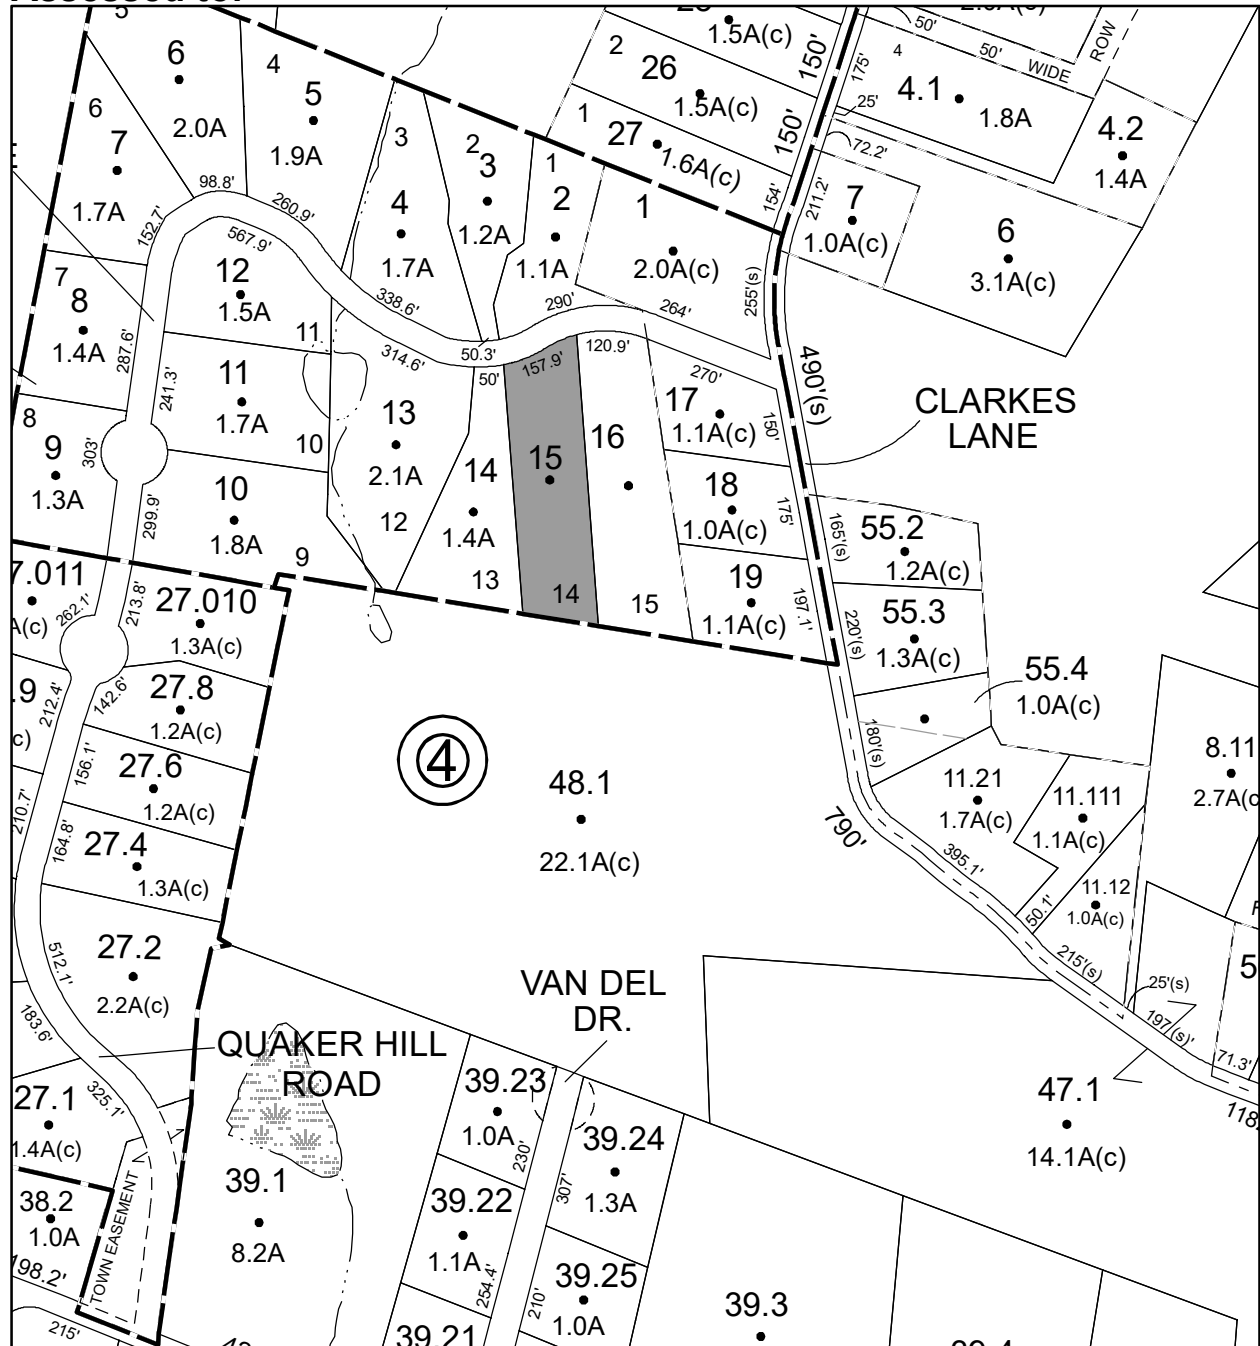 6
2.0A
4
5
1.9A
6
7
1.7A
3
4
1.7A
2
3
1.2A
1
2
1.1A
1
2.0A(c)
1.5A(c)
2
26
1.5A(c)
1
27
1.6A(c)
150'
150'
154'
175'
50'
50'
WIDE
ROW
4
4.1
1.8A
25'
72.2'
211.2'
4.2
1.4A
7
1.0A(c)
6
3.1A(c)
98.8'
260.9'
152.7'
567.9'
338.6'
290'
264'
255'(s)
12
1.5A
11
7
8
1.4A
287.6'
241.3'
11
1.7A
10
314.6'
50.3'
50'
157.9'
120.9'
270'
490'(s)
CLARKES
LANE
13
2.1A
12
14
1.4A
13
15
14
16
15
17
1.1A(c)
150'
18
1.0A(c)
175'
19
1.1A(c)
197.1'
8
9
1.3A
303'
10
1.8A
9
299.9'
165'(s)
55.2
1.2A(c)
220'(s)
55.3
1.3A(c)
55.4
1.0A(c)
180'(s)
7.011
262.1'
213.8'
27.010
1.3A(c)
27.8
1.2A(c)
142.6'
212.4'
156.1'
27.6
1.2A(c)
210.7'
164.8'
27.4
1.3A(c)
27.2
2.2A(c)
512.1'
183.6'
325.1'
4
48.1
22.1A(c)
790'
11.21
1.7A(c)
11.111
1.1A(c)
8.11
395.1'
50.1'
11.12
1.0A(c)
215'(s)
25'(s)
197'(s)'
71.3'
VAN DEL
DR.
QUAKER HILL
ROAD
27.1
1.4A(c)
38.2
1.0A
198.2'
215'
TOWN EASEMENT
39.1
8.2A
39.23
1.0A
230'
39.24
1.3A
307'
39.22
1.1A
254.4'
39.25
1.0A
210'
39.21
39.3
47.1
14.1A(c)